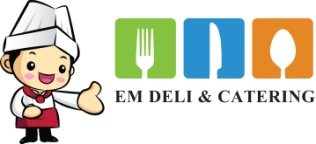 EM DELI & CATERING